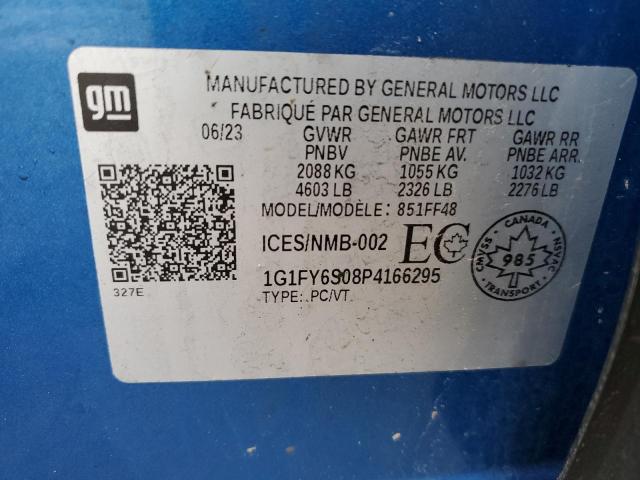 gm
MANUFACTURED BY GENERAL MOTORS LLC
FABRIQUÉ PAR GENERAL MOTORS LLC
06/23 GVWR GAWR FRT GAWR RR
PNBV PNBE AV. PNBE ARR.
2088 KG 1055 KG 1032 KG
4603 LB 2326 LB 2276 LB
MODEL/MODÈLE: 851FF48
ICES/NMB-002 EC
CANADA
CMVSS 985 NSVAC
TRANSPORT
1G1FY6S08P4166295
TYPE: PC/VT
327E